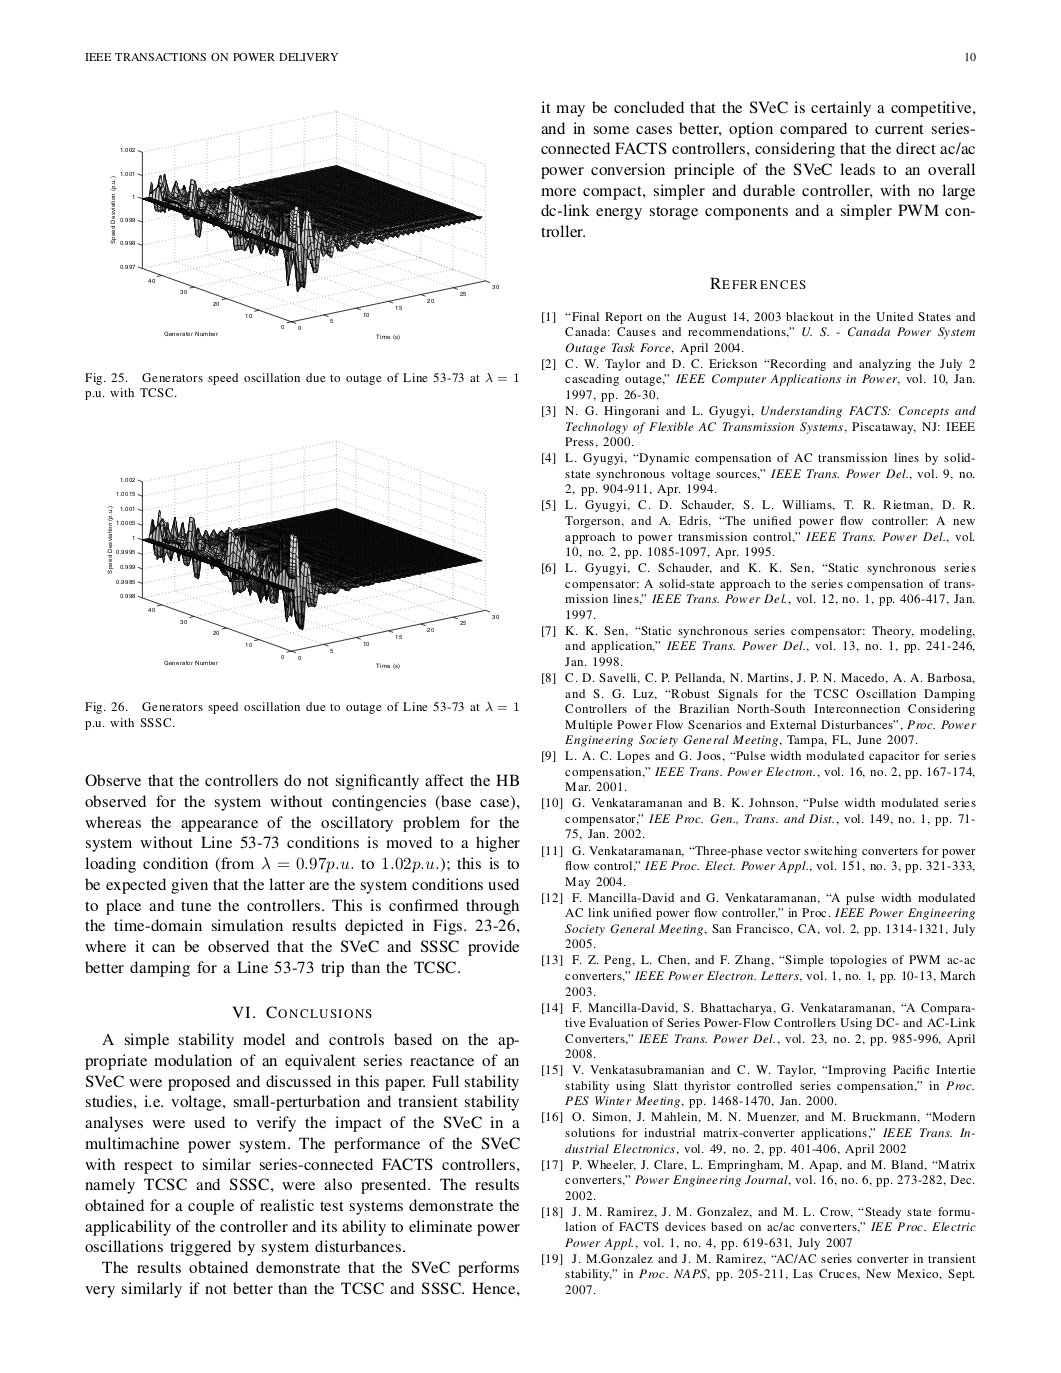 IEEE TRANSACTIONS ON POWER DELIVERY
10
1.002
1.001
1
0.999
0.998
0.997
Speed Desviation (p.u.)
40
30
20
10
0
Generator Number
0
5
10
15
20
25
30
Time (s)
Fig. 25. Generators speed oscillation due to outage of Line 53-73 at λ = 1
p.u. with TCSC.
1.002
1.0015
1.001
1.0005
1
0.9995
0.999
0.9985
0.998
Speed Desviation (p.u.)
40
30
20
10
0
Generator Number
0
5
10
15
20
25
30
Time (s)
Fig. 26. Generators speed oscillation due to outage of Line 53-73 at λ = 1
p.u. with SSSC.
Observe that the controllers do not significantly affect the HB
observed for the system without contingencies (base case),
whereas the appearance of the oscillatory problem for the
system without Line 53-73 conditions is moved to a higher
loading condition (from λ = 0.97p.u. to 1.02p.u.); this is to
be expected given that the latter are the system conditions used
to place and tune the controllers. This is confirmed through
the time-domain simulation results depicted in Figs. 23-26,
where it can be observed that the SVeC and SSSC provide
better damping for a Line 53-73 trip than the TCSC.
VI. CONCLUSIONS
A simple stability model and controls based on the ap-
propriate modulation of an equivalent series reactance of an
SVeC were proposed and discussed in this paper. Full stability
studies, i.e. voltage, small-perturbation and transient stability
analyses were used to verify the impact of the SVeC in a
multimachine power system. The performance of the SVeC
with respect to similar series-connected FACTS controllers,
namely TCSC and SSSC, were also presented. The results
obtained for a couple of realistic test systems demonstrate the
applicability of the controller and its ability to eliminate power
oscillations triggered by system disturbances.
The results obtained demonstrate that the SVeC performs
very similarly if not better than the TCSC and SSSC. Hence,
it may be concluded that the SVeC is certainly a competitive,
and in some cases better, option compared to current series-
connected FACTS controllers, considering that the direct ac/ac
power conversion principle of the SVeC leads to an overall
more compact, simpler and durable controller, with no large
dc-link energy storage components and a simpler PWM con-
troller.
REFERENCES
[1] “Final Report on the August 14, 2003 blackout in the United States and
Canada: Causes and recommendations,” U. S. - Canada Power System
Outage Task Force, April 2004.
[2] C. W. Taylor and D. C. Erickson “Recording and analyzing the July 2
cascading outage,” IEEE Computer Applications in Power, vol. 10, Jan.
1997, pp. 26-30.
[3] N. G. Hingorani and L. Gyugyi, Understanding FACTS: Concepts and
Technology of Flexible AC Transmission Systems, Piscataway, NJ: IEEE
Press, 2000.
[4] L. Gyugyi, “Dynamic compensation of AC transmission lines by solid-
state synchronous voltage sources,” IEEE Trans. Power Del., vol. 9, no.
2, pp. 904-911, Apr. 1994.
[5] L. Gyugyi, C. D. Schauder, S. L. Williams, T. R. Rietman, D. R.
Torgerson, and A. Edris, “The unified power flow controller: A new
approach to power transmission control,” IEEE Trans. Power Del., vol.
10, no. 2, pp. 1085-1097, Apr. 1995.
[6] L. Gyugyi, C. Schauder, and K. K. Sen, “Static synchronous series
compensator: A solid-state approach to the series compensation of trans-
mission lines,” IEEE Trans. Power Del., vol. 12, no. 1, pp. 406-417, Jan.
1997.
[7] K. K. Sen, “Static synchronous series compensator: Theory, modeling,
and application,” IEEE Trans. Power Del., vol. 13, no. 1, pp. 241-246,
Jan. 1998.
[8] C. D. Savelli, C. P. Pellanda, N. Martins, J. P. N. Macedo, A. A. Barbosa,
and S. G. Luz, “Robust Signals for the TCSC Oscillation Damping
Controllers of the Brazilian North-South Interconnection Considering
Multiple Power Flow Scenarios and External Disturbances”, Proc. Power
Engineering Society General Meeting, Tampa, FL, June 2007.
[9] L. A. C. Lopes and G. Joos, “Pulse width modulated capacitor for series
compensation,” IEEE Trans. Power Electron., vol. 16, no. 2, pp. 167-174,
Mar. 2001.
[10] G. Venkataramanan and B. K. Johnson, “Pulse width modulated series
compensator,” IEE Proc. Gen., Trans. and Dist., vol. 149, no. 1, pp. 71-
75, Jan. 2002.
[11] G. Venkataramanan, “Three-phase vector switching converters for power
flow control,” IEE Proc. Elect. Power Appl., vol. 151, no. 3, pp. 321-333,
May 2004.
[12] F. Mancilla-David and G. Venkataramanan, “A pulse width modulated
AC link unified power flow controller,” in Proc. IEEE Power Engineering
Society General Meeting, San Francisco, CA, vol. 2, pp. 1314-1321, July
2005.
[13] F. Z. Peng, L. Chen, and F. Zhang, “Simple topologies of PWM ac-ac
converters,” IEEE Power Electron. Letters, vol. 1, no. 1, pp. 10-13, March
2003.
[14] F. Mancilla-David, S. Bhattacharya, G. Venkataramanan, “A Compara-
tive Evaluation of Series Power-Flow Controllers Using DC- and AC-Link
Converters,” IEEE Trans. Power Del., vol. 23, no. 2, pp. 985-996, April
2008.
[15] V. Venkatasubramanian and C. W. Taylor, “Improving Pacific Intertie
stability using Slatt thyristor controlled series compensation,” in Proc.
PES Winter Meeting, pp. 1468-1470, Jan. 2000.
[16] O. Simon, J. Mahlein, M. N. Muenzer, and M. Bruckmann, “Modern
solutions for industrial matrix-converter applications,” IEEE Trans. In-
dustrial Electronics, vol. 49, no. 2, pp. 401-406, April 2002
[17] P. Wheeler, J. Clare, L. Empringham, M. Apap, and M. Bland, “Matrix
converters,” Power Engineering Journal, vol. 16, no. 6, pp. 273-282, Dec.
2002.
[18] J. M. Ramirez, J. M. Gonzalez, and M. L. Crow, “Steady state formu-
lation of FACTS devices based on ac/ac converters,” IEE Proc. Electric
Power Appl., vol. 1, no. 4, pp. 619-631, July 2007
[19] J. M.Gonzalez and J. M. Ramirez, “AC/AC series converter in transient
stability,” in Proc. NAPS, pp. 205-211, Las Cruces, New Mexico, Sept.
2007.